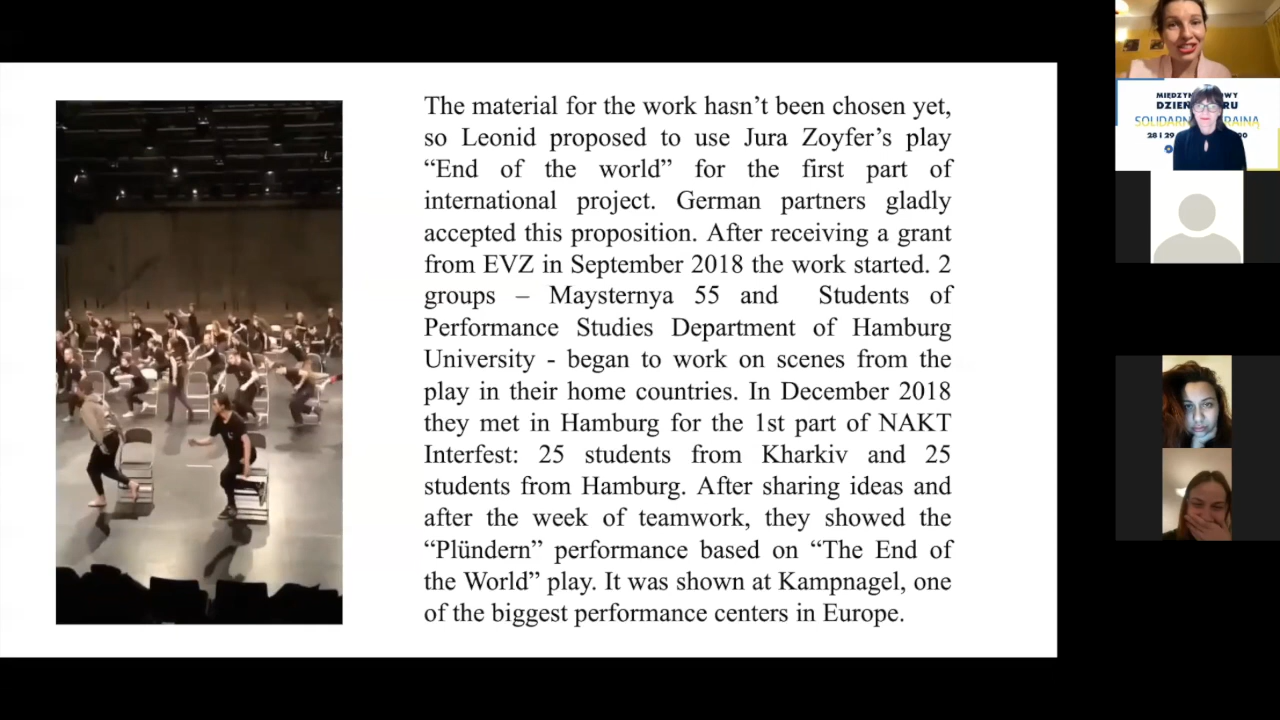 The material for the work hasn't been chosen yet,
so Leonid proposed to use Jura Zoyfer's play
“End of the world” for the first part of
international project. German partners gladly
accepted this proposition. After receiving a grant
from EVZ in September 2018 the work started. 2
groups – Maysternya 55 and Students of
Performance Studies Department of Hamburg
University - began to work on scenes from the
play in their home countries. In December 2018
they met in Hamburg for the 1st part of NAKT
Interfest: 25 students from Kharkiv and 25
students from Hamburg. After sharing ideas and
after the week of teamwork, they showed the
“Plündern” performance based on “The End of
the World” play. It was shown at Kampnagel, one
of the biggest performance centers in Europe.
28 I 29